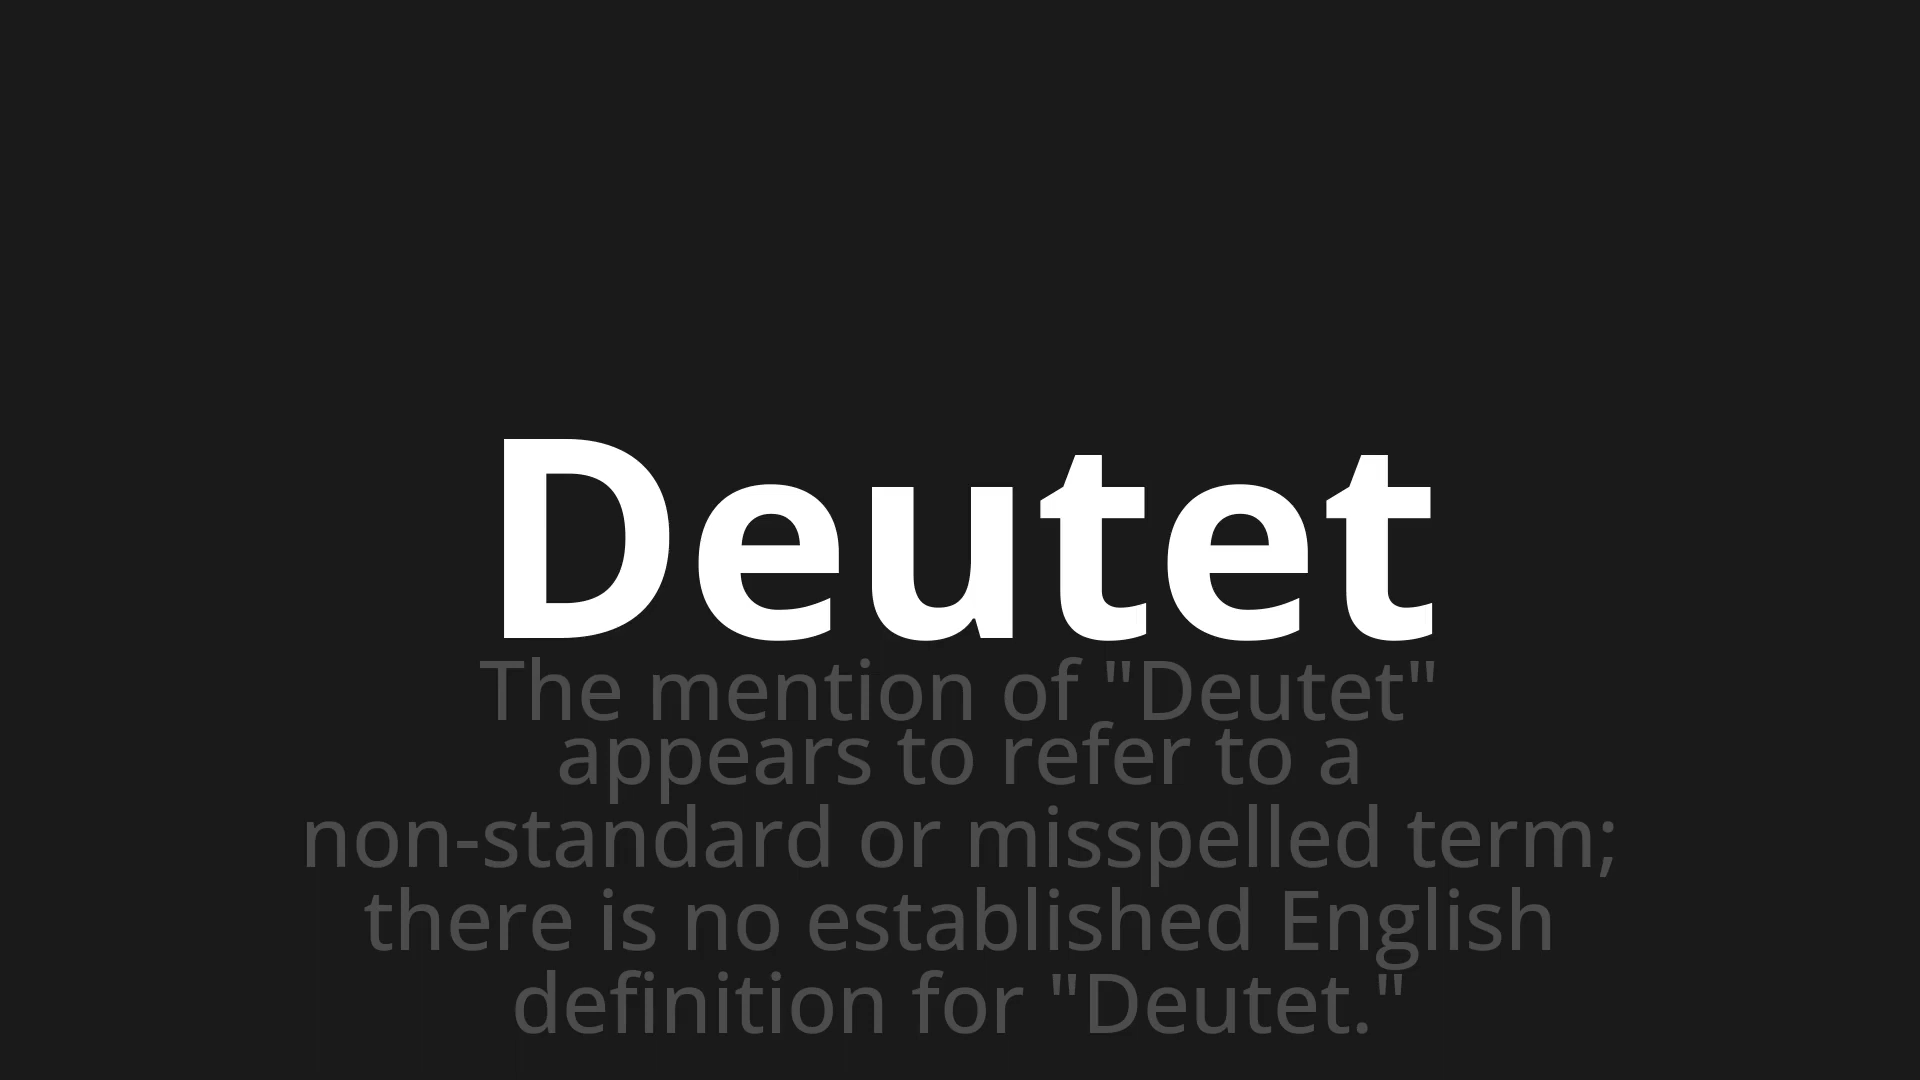 Deutet
The mention of "Deutet"
appears to refer to a
non-standard or misspelled term;
there is no established English
definition for "Deutet."